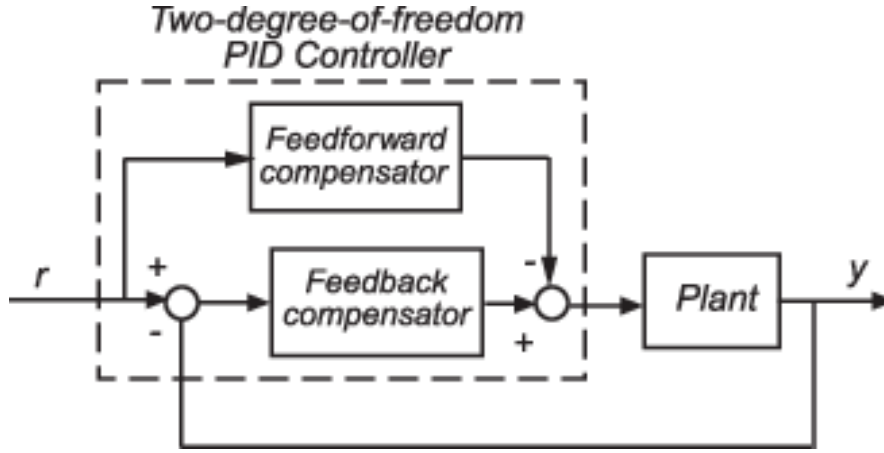 Two-degree-of-freedom
PID Controller
Feedforward
compensator
-
r
+
-
Feedback
compensator
+
Plant
y